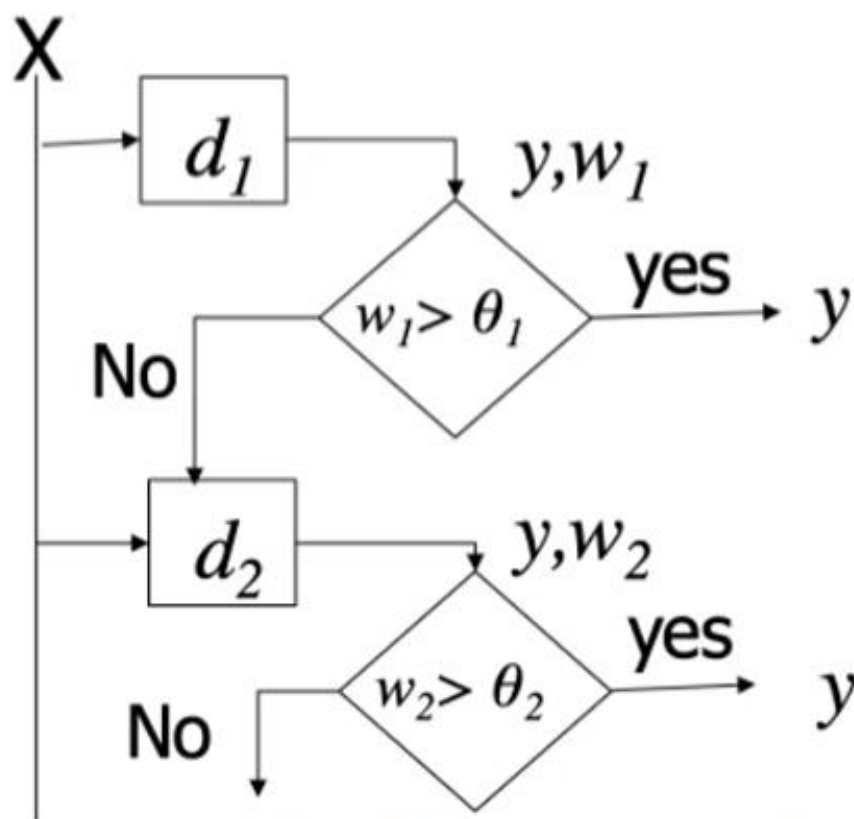 X
d₁
y,w₁
w₁> θ₁
yes
y
No
d₂
y,w₂
w₂> θ₂
yes
y
No